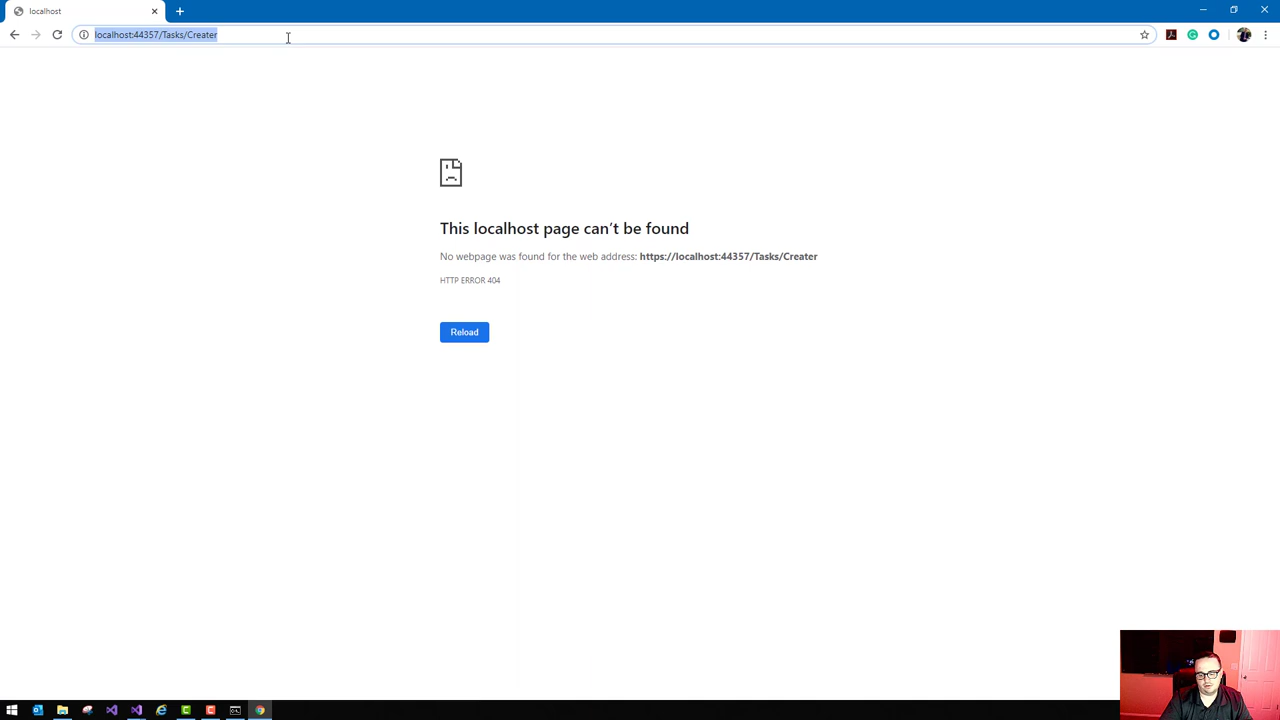 localhost
localhost:44357/Tasks/Creater
This localhost page can't be found
No webpage was found for the web address: https://localhost:44357/Tasks/Creater
HTTP ERROR 404
Reload